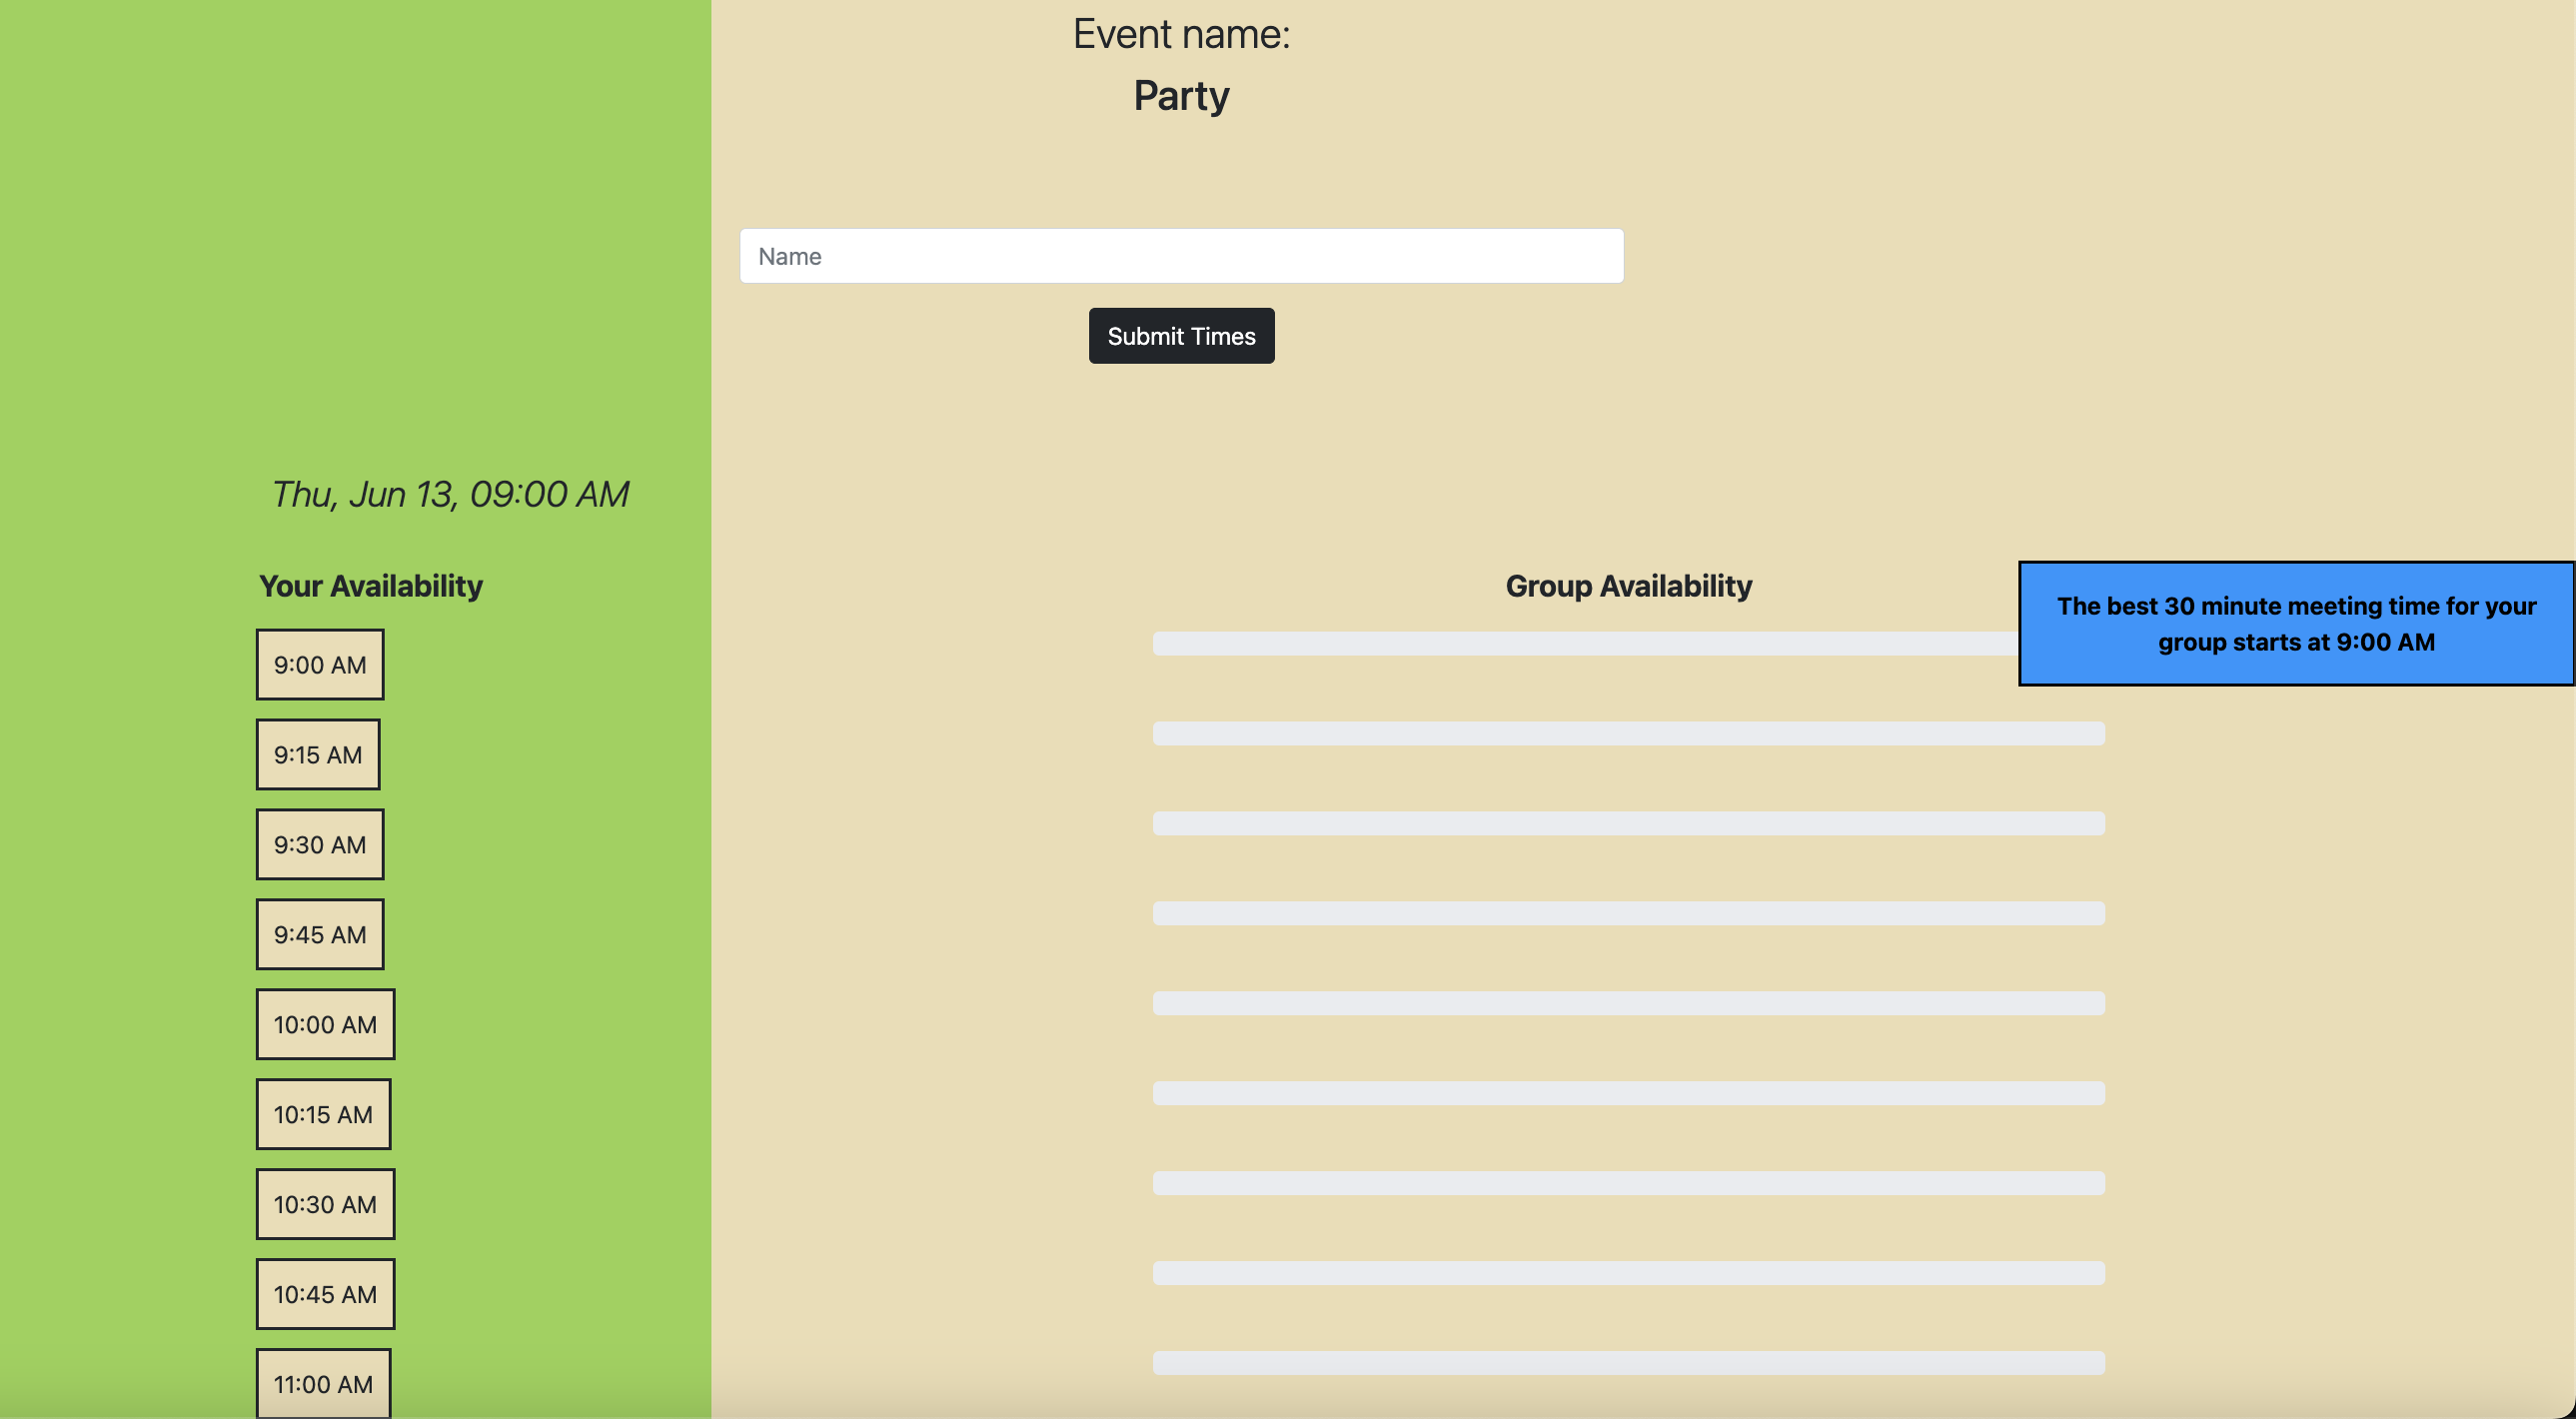 Event name:
Party
Name
Submit Times
Thu, Jun 13, 09:00 AM
Your Availability
Group Availability
The best 30 minute meeting time for your
group starts at 9:00 AM
9:00 AM
9:15 AM
9:30 AM
9:45 AM
10:00 AM
10:15 AM
10:30 AM
10:45 AM
11:00 AM